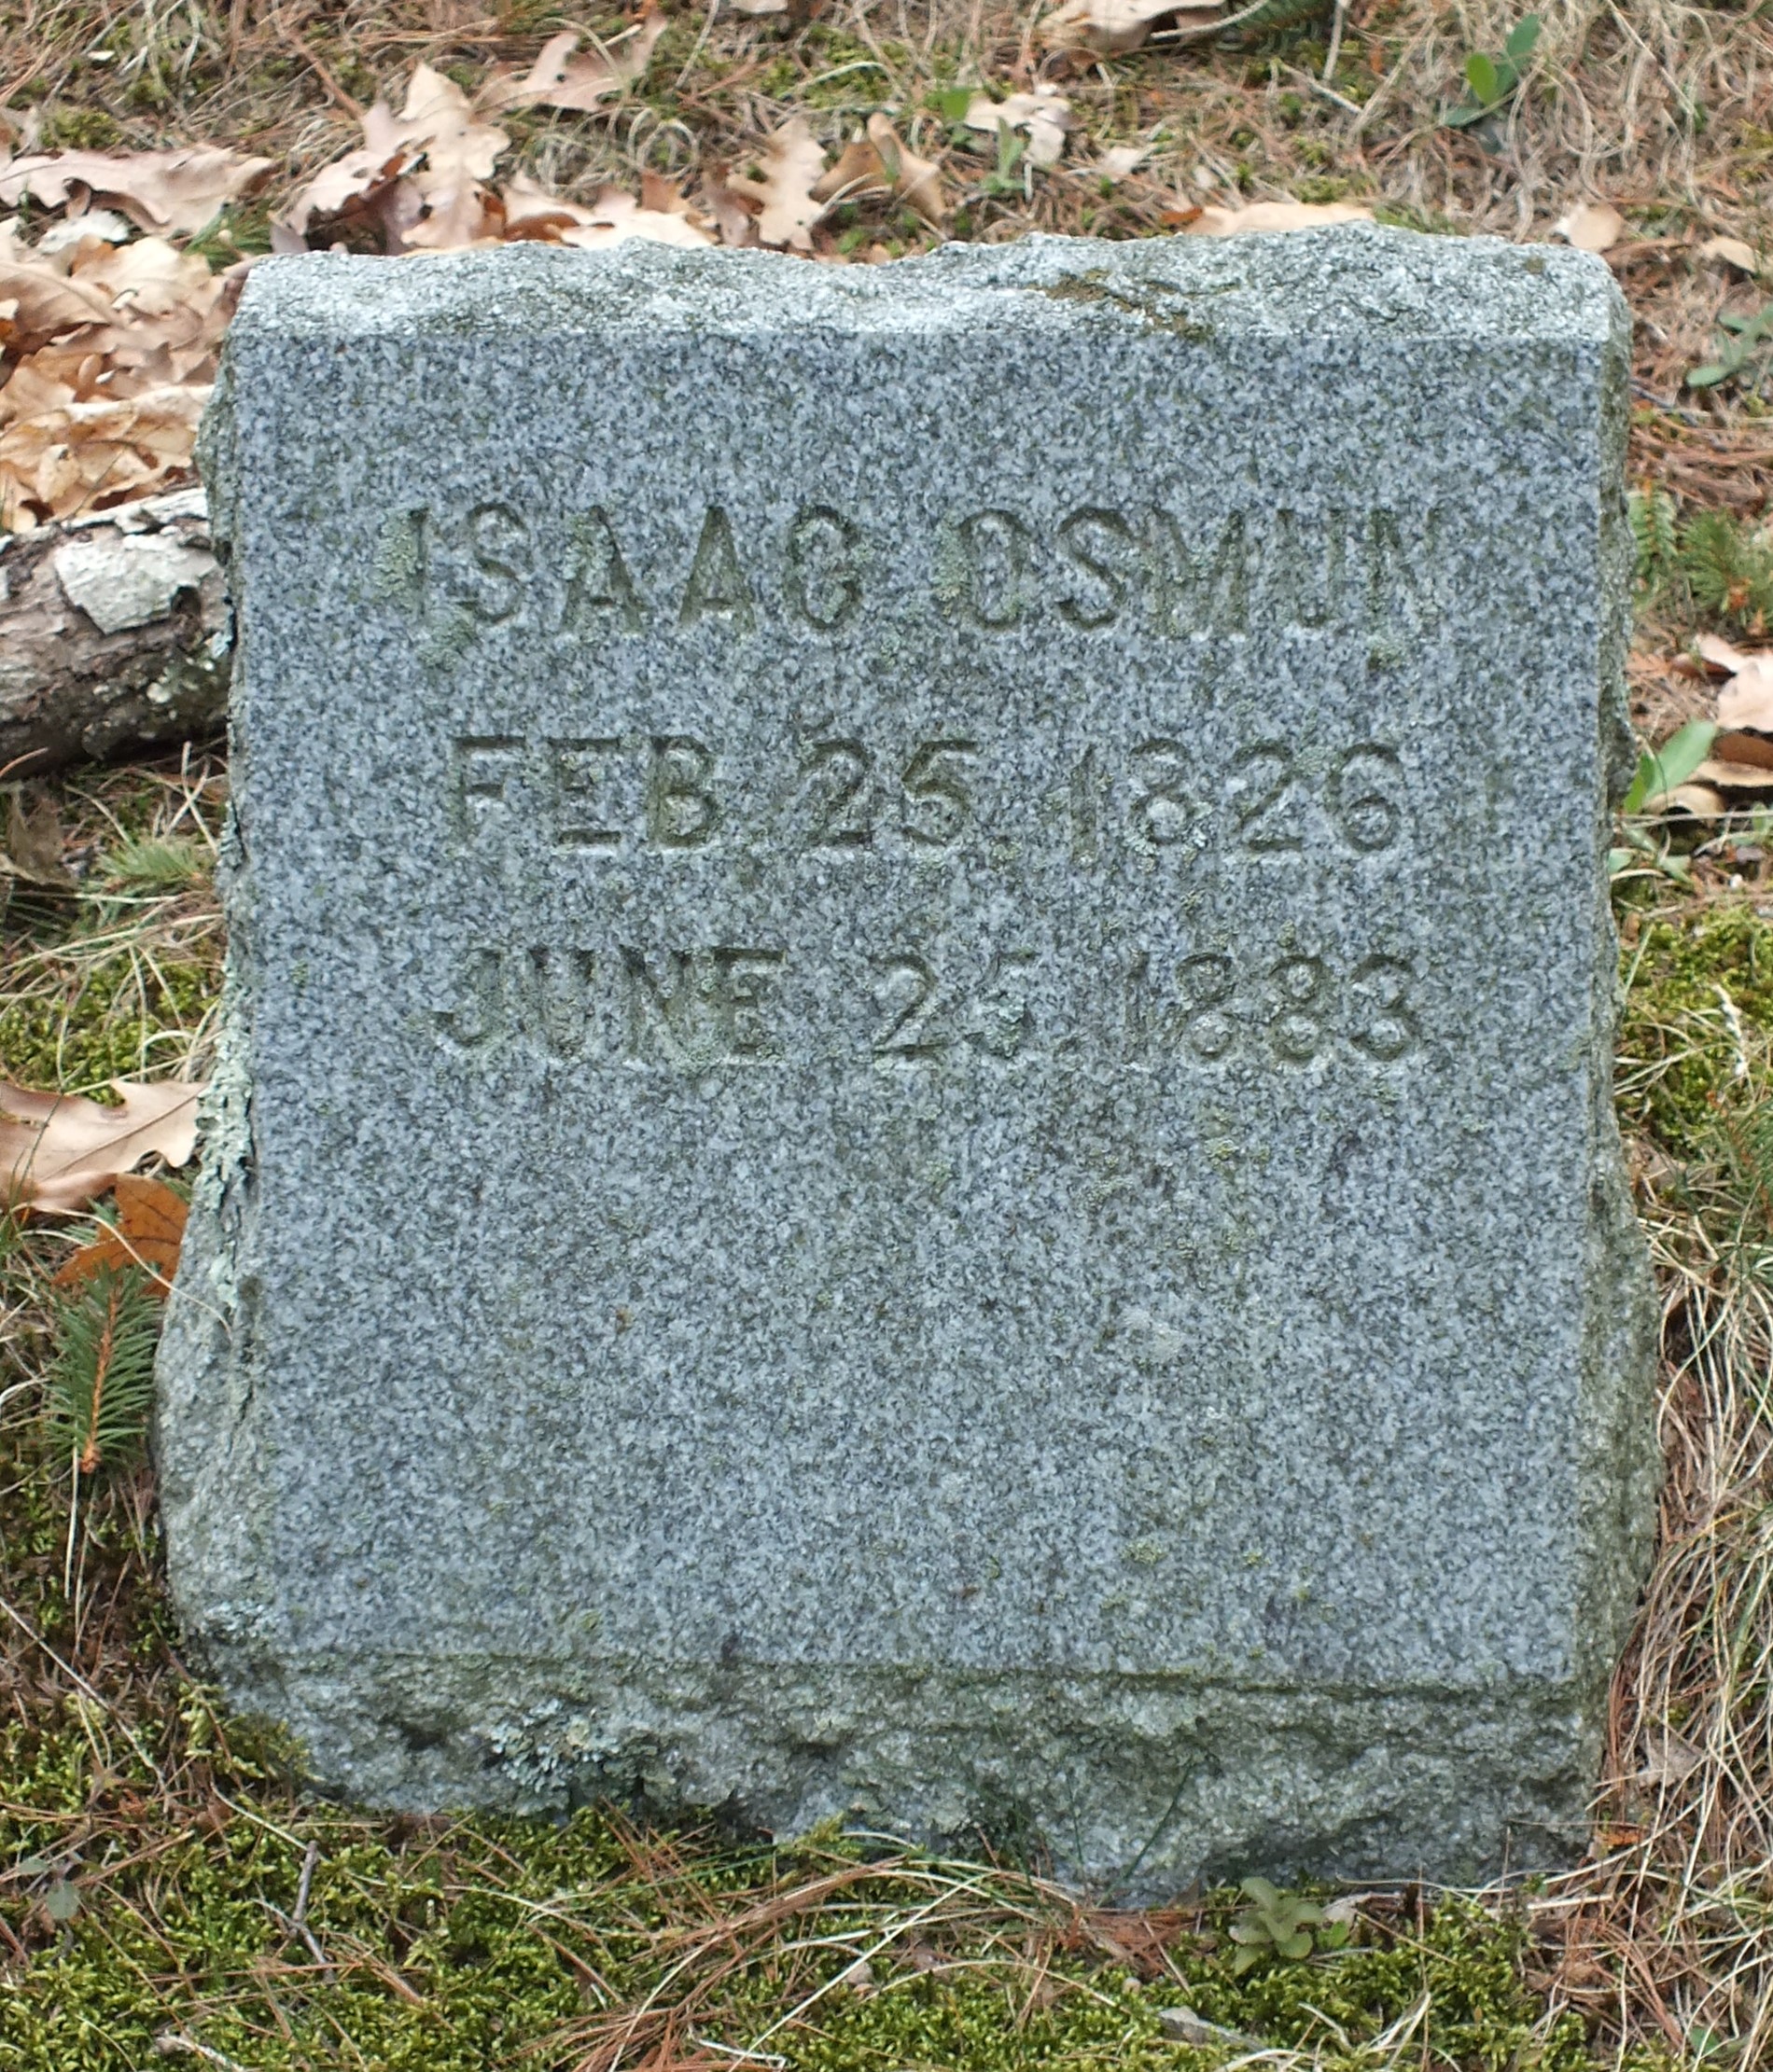 ISAAC OSMUN
FEB. 25, 1826
JUNE 25, 1883